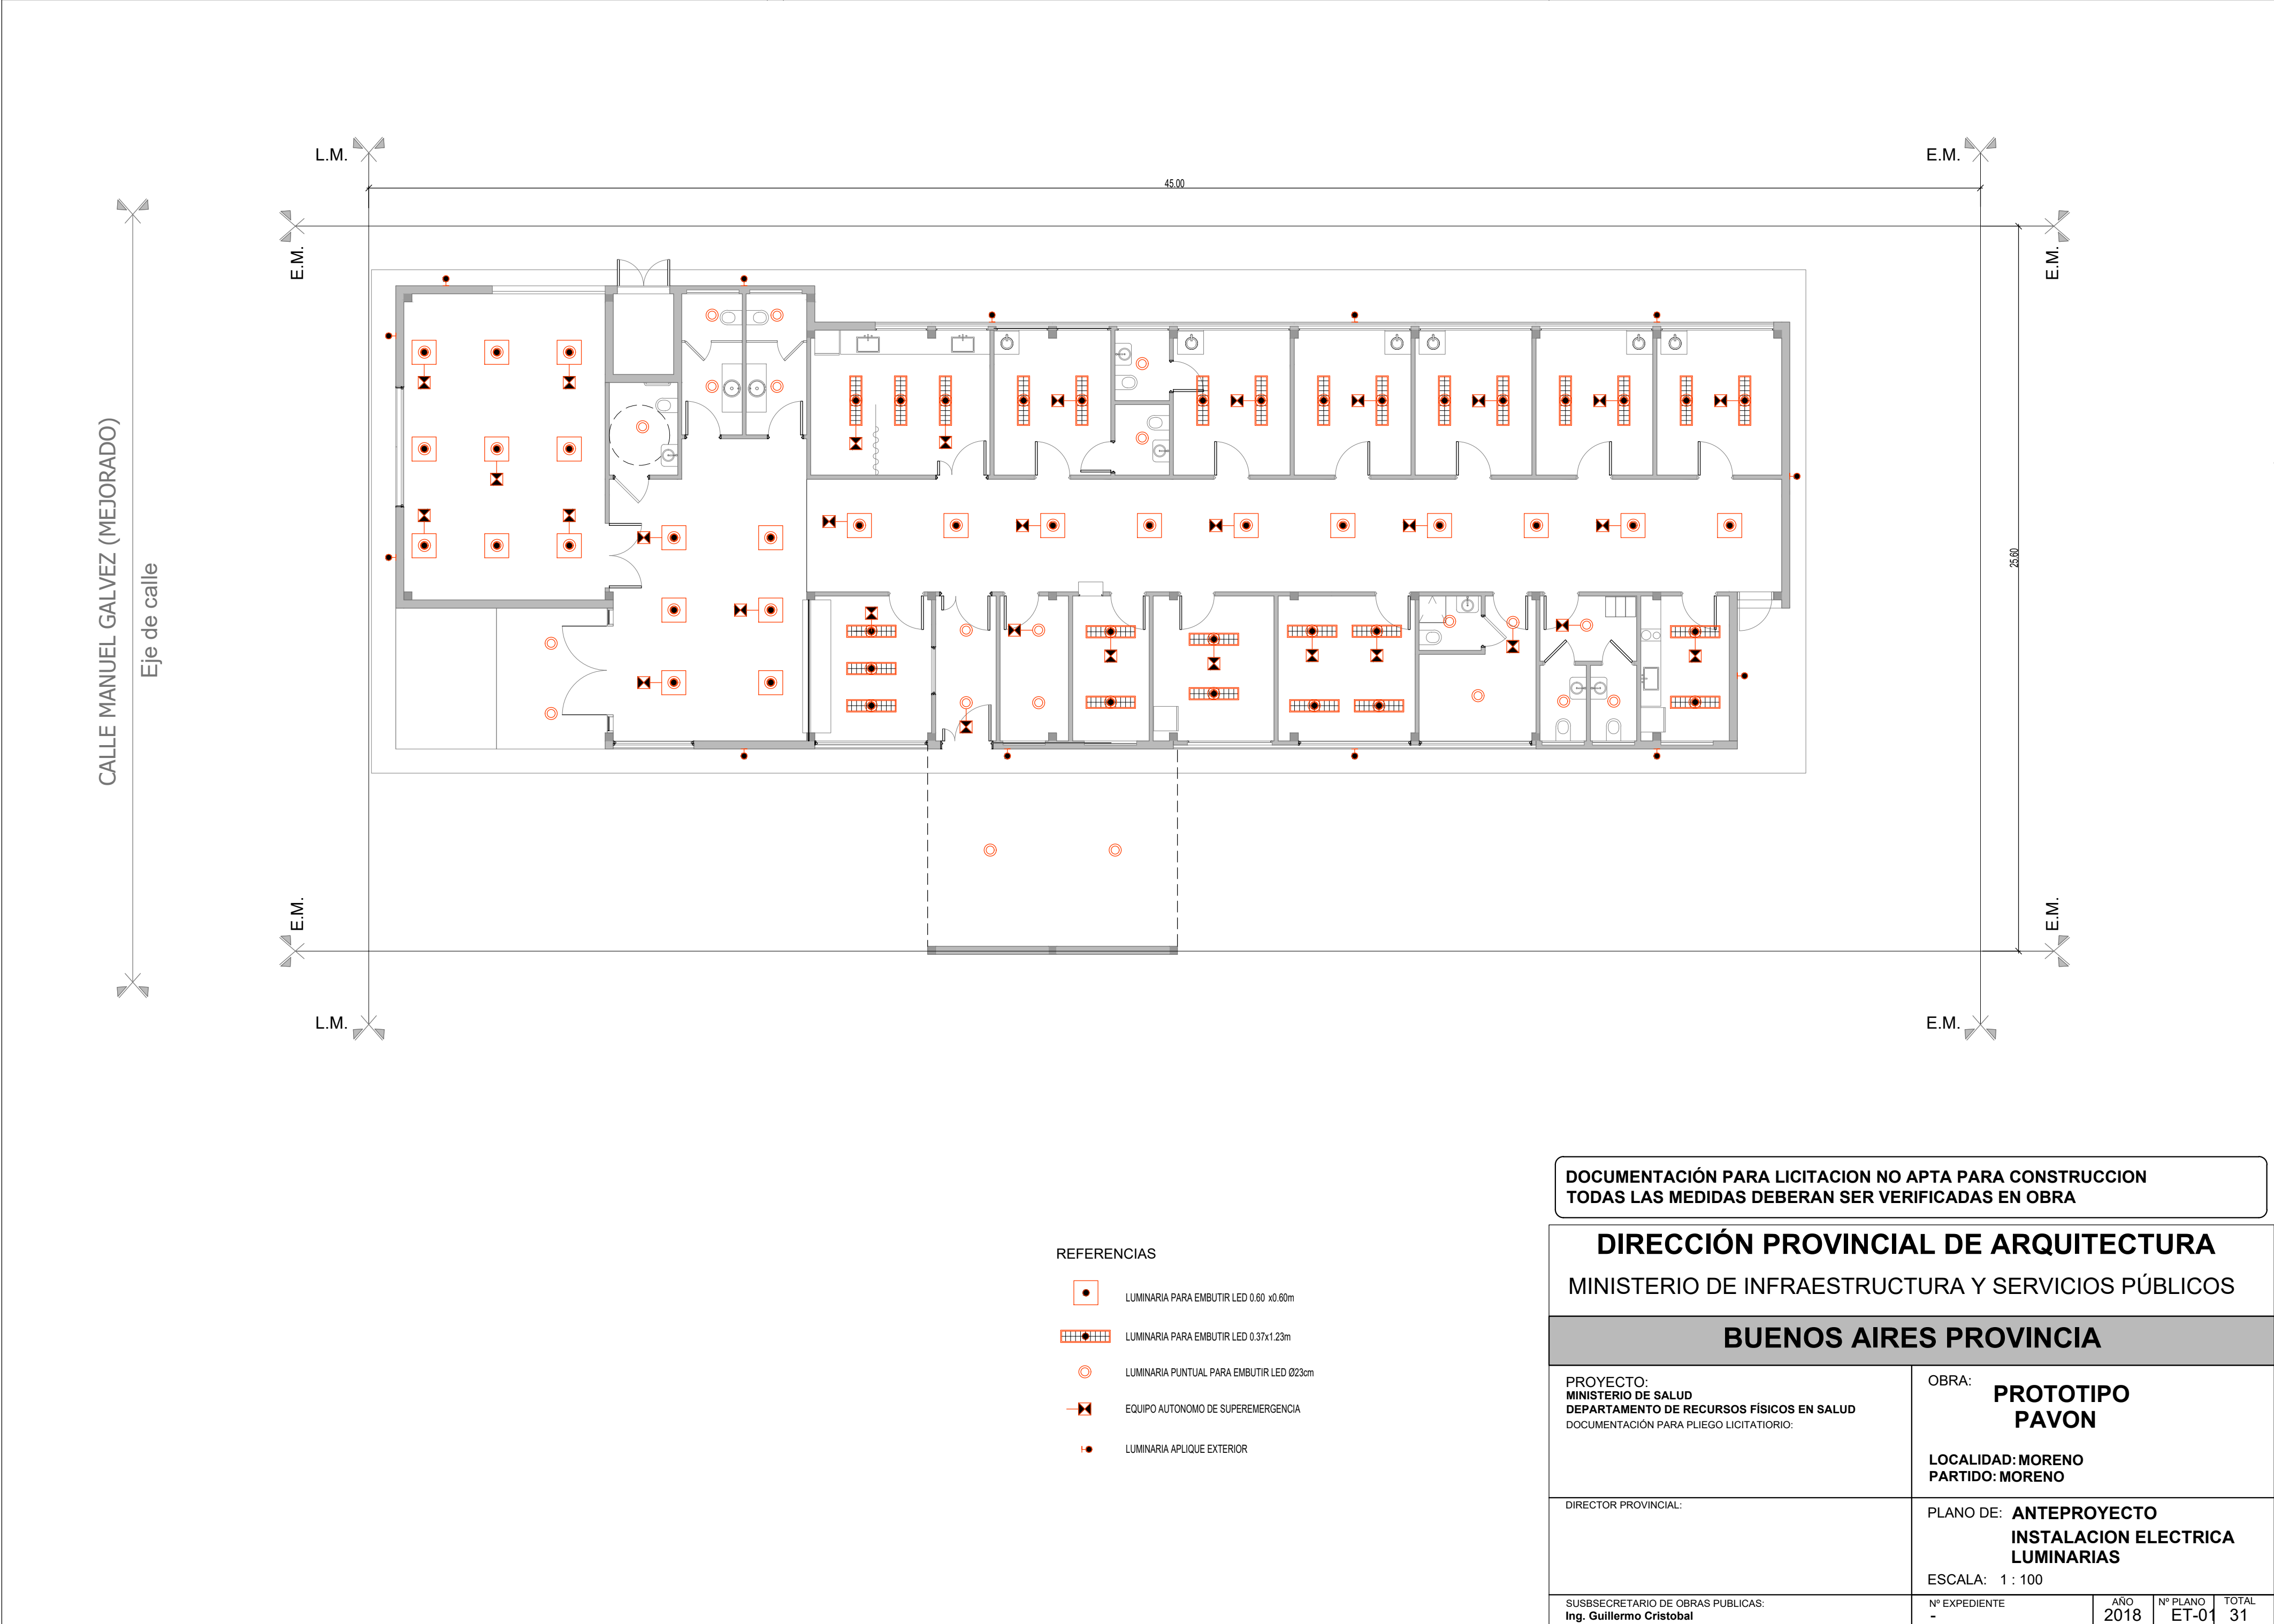 L.M.
E.M.
45.00
E.M.
E.M.
CALLE MANUEL GALVEZ (MEJORADO)
Eje de calle
25.60
E.M.
E.M.
L.M.
E.M.
REFERENCIAS
LUMINARIA PARA EMBUTIR LED 0.60 x0.60m
LUMINARIA PARA EMBUTIR LED 0.37x1.23m
LUMINARIA PUNTUAL PARA EMBUTIR LED Ø23cm
EQUIPO AUTONOMO DE SUPEREMERGENCIA
LUMINARIA APLIQUE EXTERIOR
DOCUMENTACIÓN PARA LICITACION NO APTA PARA CONSTRUCCION
TODAS LAS MEDIDAS DEBERAN SER VERIFICADAS EN OBRA
DIRECCIÓN PROVINCIAL DE ARQUITECTURA
MINISTERIO DE INFRAESTRUCTURA Y SERVICIOS PÚBLICOS
BUENOS AIRES PROVINCIA
PROYECTO:
MINISTERIO DE SALUD
DEPARTAMENTO DE RECURSOS FÍSICOS EN SALUD
DOCUMENTACIÓN PARA PLIEGO LICITATIORIO:
OBRA:
PROTOTIPO
PAVON
LOCALIDAD: MORENO
PARTIDO: MORENO
DIRECTOR PROVINCIAL:
PLANO DE: ANTEPROYECTO
INSTALACION ELECTRICA
LUMINARIAS
ESCALA: 1 : 100
SUSBSECRETARIO DE OBRAS PUBLICAS:
Ing. Guillermo Cristobal
Nº EXPEDIENTE
-
AÑO
2018
Nº PLANO
ET-01
TOTAL
31